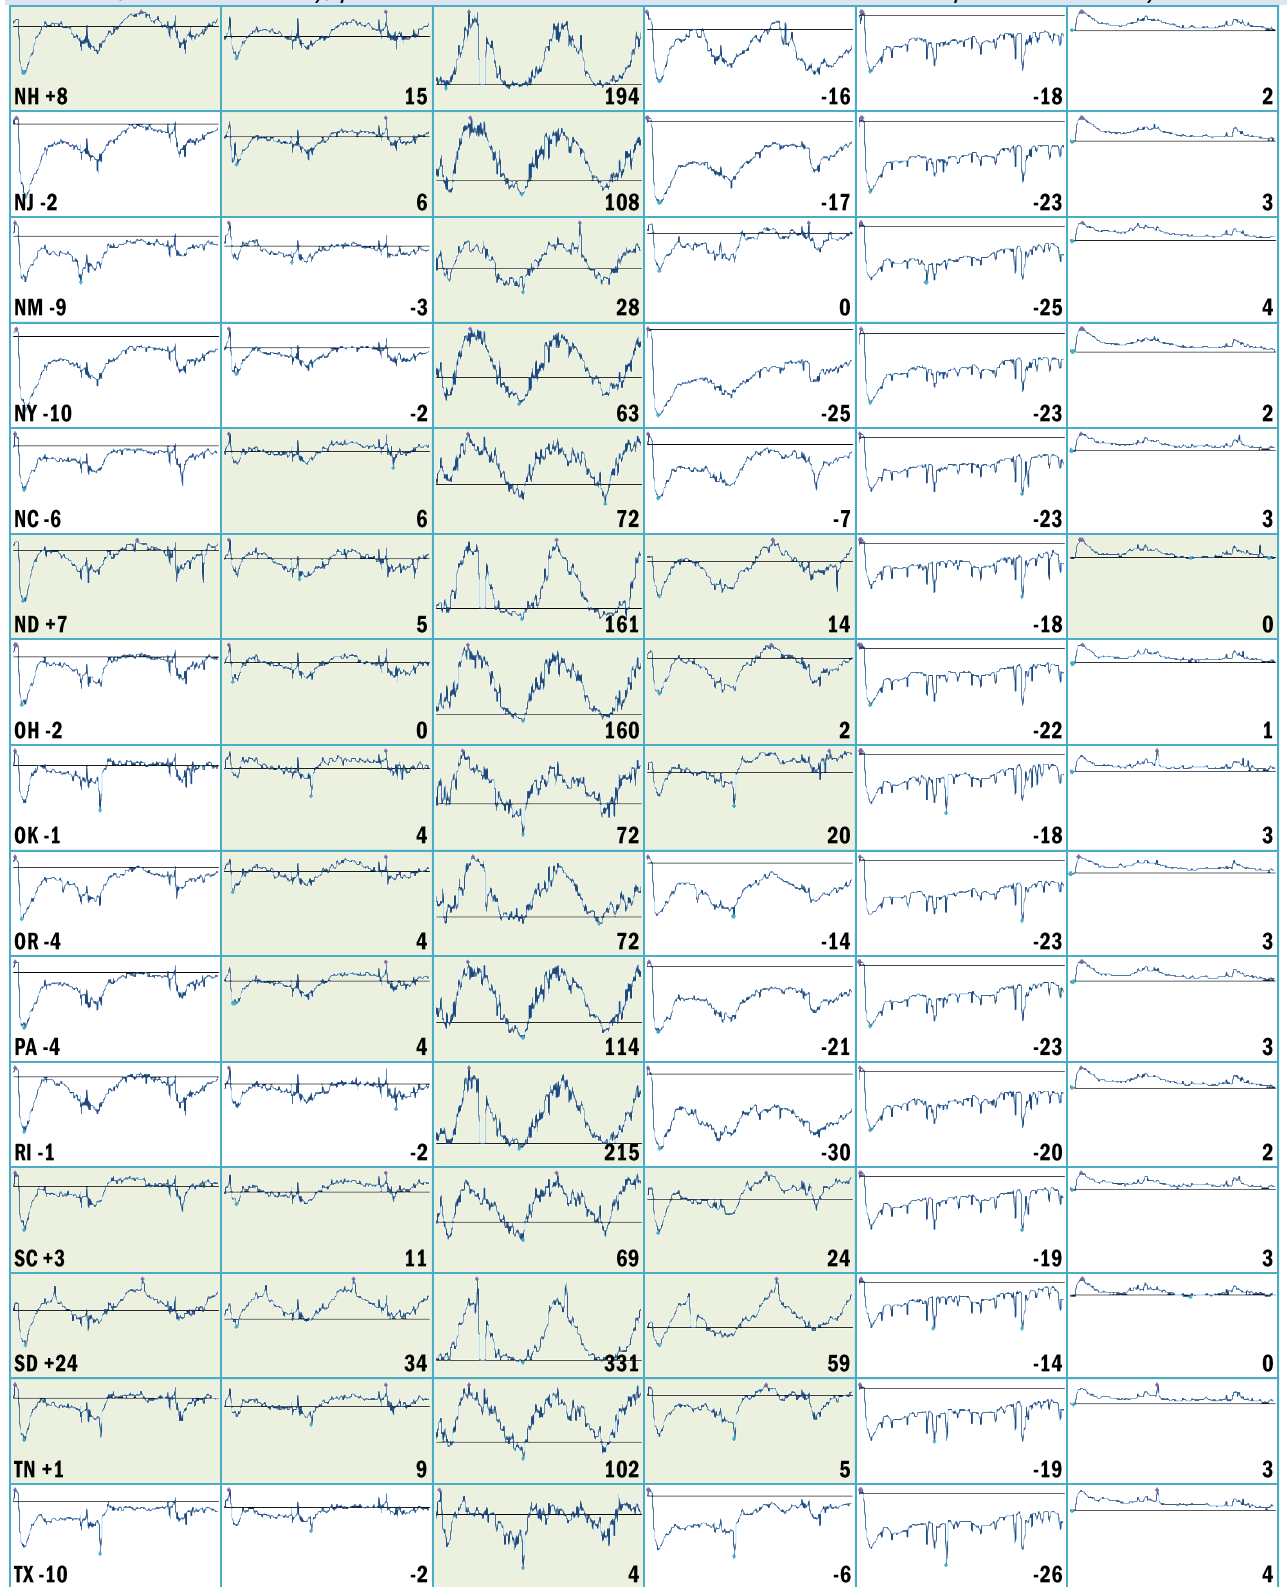 NH +8 15 194 -16 -18 2
NJ -2 6 108 -17 -23 3
NM -9 -3 28 0 -25 4
NY -10 -2 63 -25 -23 2
NC -6 6 72 -7 -23 3
ND +7 5 161 14 -18 0
OH -2 0 160 2 -22 1
OK -1 4 72 20 -18 3
OR -4 4 72 -14 -23 3
PA -4 4 114 -21 -23 3
RI -1 -2 215 -30 -20 2
SC +3 11 69 24 -19 3
SD +24 34 331 59 -14 0
TN +1 9 102 5 -19 3
TX -10 -2 4 -6 -26 4